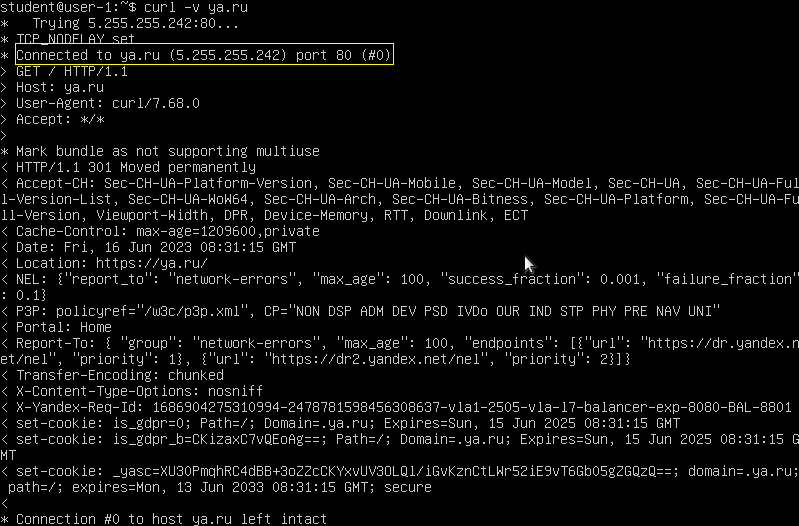 student@user-1:~$ curl -v ya.ru
*   Trying 5.255.255.242:80...
* TCP_NODELAY set
* Connected to ya.ru (5.255.255.242) port 80 (#0)
> GET / HTTP/1.1
> Host: ya.ru
> User-Agent: curl/7.68.0
> Accept: */*
>
* Mark bundle as not supporting multiuse
< HTTP/1.1 301 Moved permanently
< Accept-CH: Sec-CH-UA-Platform-Version, Sec-CH-UA-Mobile, Sec-CH-UA-Model, Sec-CH-UA, Sec-CH-UA-Ful
l-Version-List, Sec-CH-UA-WoW64, Sec-CH-UA-Arch, Sec-CH-UA-Bitness, Sec-CH-UA-Platform, Sec-CH-UA-Fu
ll-Version, Viewport-Width, DPR, Device-Memory, RTT, Downlink, ECT
< Cache-Control: max-age=1209600,private
< Date: Fri, 16 Jun 2023 08:31:15 GMT
< Location: https://ya.ru/
< NEL: {"report_to": "network-errors", "max_age": 100, "success_fraction": 0.001, "failure_fraction"
: 0.1}
< P3P: policyref="/w3c/p3p.xml", CP="NON DSP ADM DEV PSD IVDo OUR IND STP PHY PRE NAV UNI"
< Portal: Home
< Report-To: { "group": "network-errors", "max_age": 100, "endpoints": [{"url": "https://dr.yandex.n
et/nel", "priority": 1}, {"url": "https://dr2.yandex.net/nel", "priority": 2}]}
< Transfer-Encoding: chunked
< X-Content-Type-Options: nosniff
< X-Yandex-Req-Id: 1686904275310994-2478781598456308637-vla1-2505-vla-l7-balancer-exp-8080-BAL-8801
< set-cookie: is_gdpr=0; Path=/; Domain=.ya.ru; Expires=Sun, 15 Jun 2025 08:31:15 GMT
< set-cookie: is_gdpr_b=CKizaxC7vQEoAg==; Path=/; Domain=.ya.ru; Expires=Sun, 15 Jun 2025 08:31:15 G
MT
< set-cookie: _yasc=XU3OPmqhRC4dBB+3oZZcCKYxvUV3OLQl/iGvKznCtLWr52iE9vT6Gb05gZGQzQ==; domain=.ya.ru;
 path=/; expires=Mon, 13 Jun 2033 08:31:15 GMT; secure
<
* Connection #0 to host ya.ru left intact